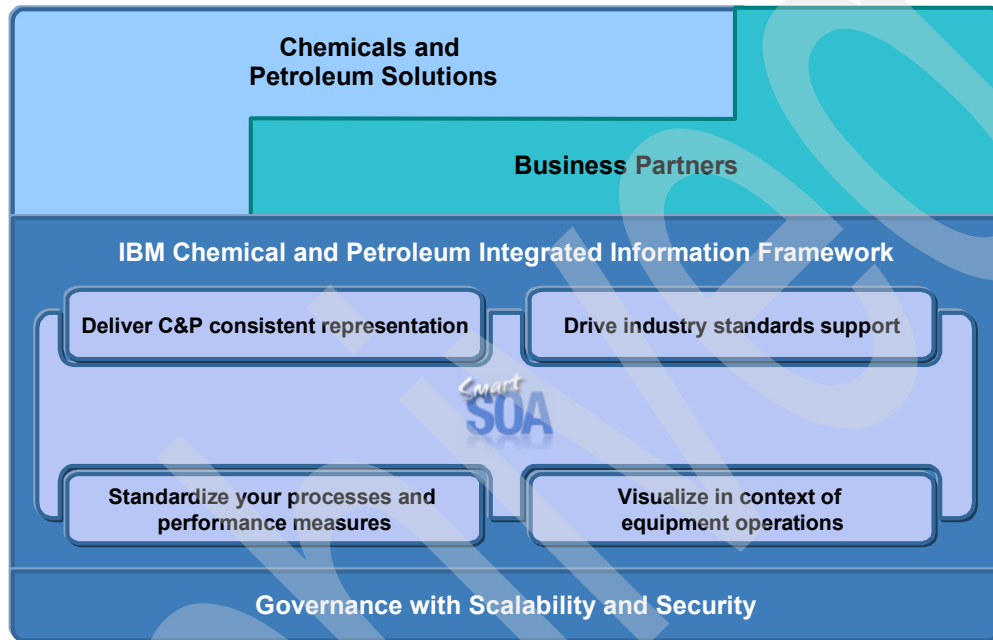 Chemicals and
Petroleum Solutions
Business Partners
IBM Chemical and Petroleum Integrated Information Framework
Deliver C&P consistent representation
Drive industry standards support
Smart
SOA
Standardize your processes and
performance measures
Visualize in context of
equipment operations
Governance with Scalability and Security